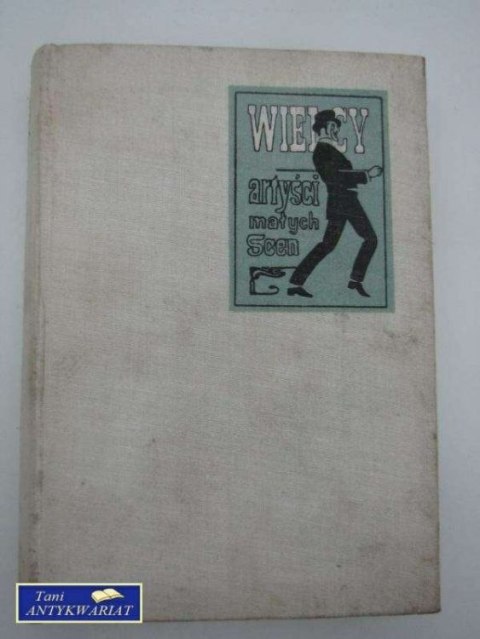 WIELCY
artyści
małych
Scen
Tani
ANTYKWARIAT